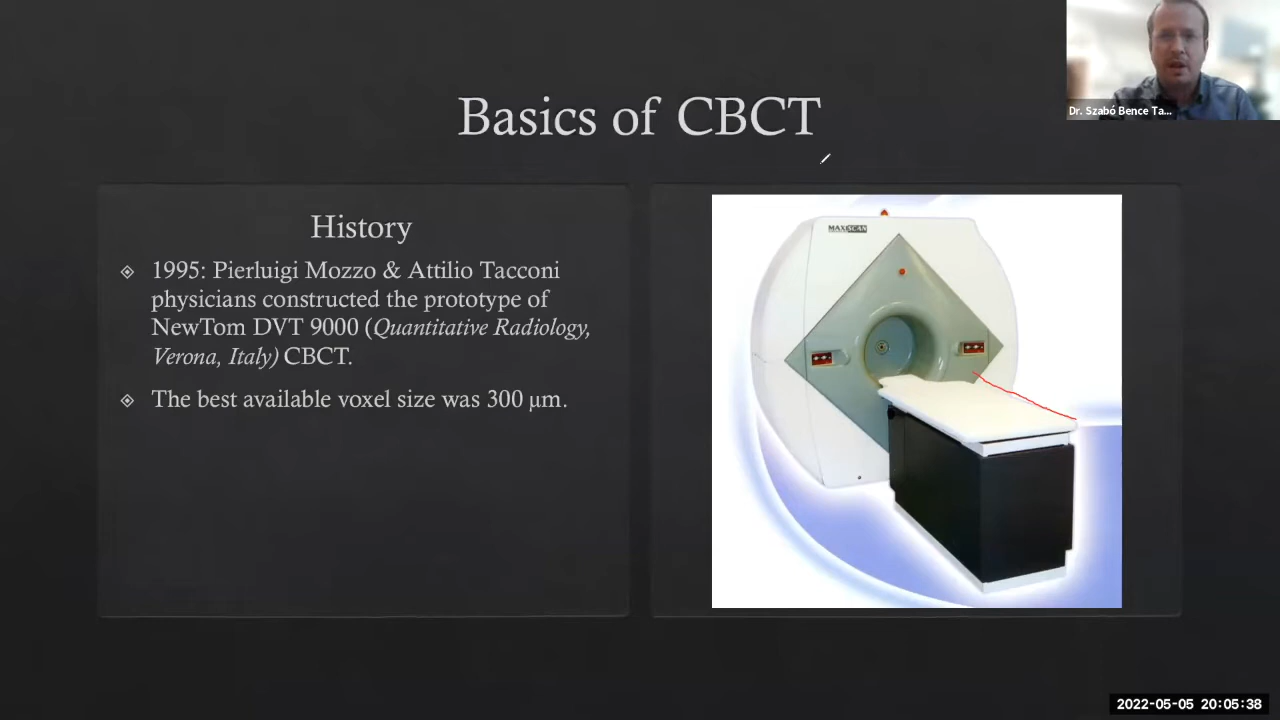 Basics of CBCT
Dr. Szabó Bence Ta...
History
1995: Pierluigi Mozzo & Attilio Tacconi
physicians constructed the prototype of
NewTom DVT 9000 (Quantitative Radiology,
Verona, Italy) CBCT.
The best available voxel size was 300 µm.
MAXISCAN
2022-05-05 20:05:38